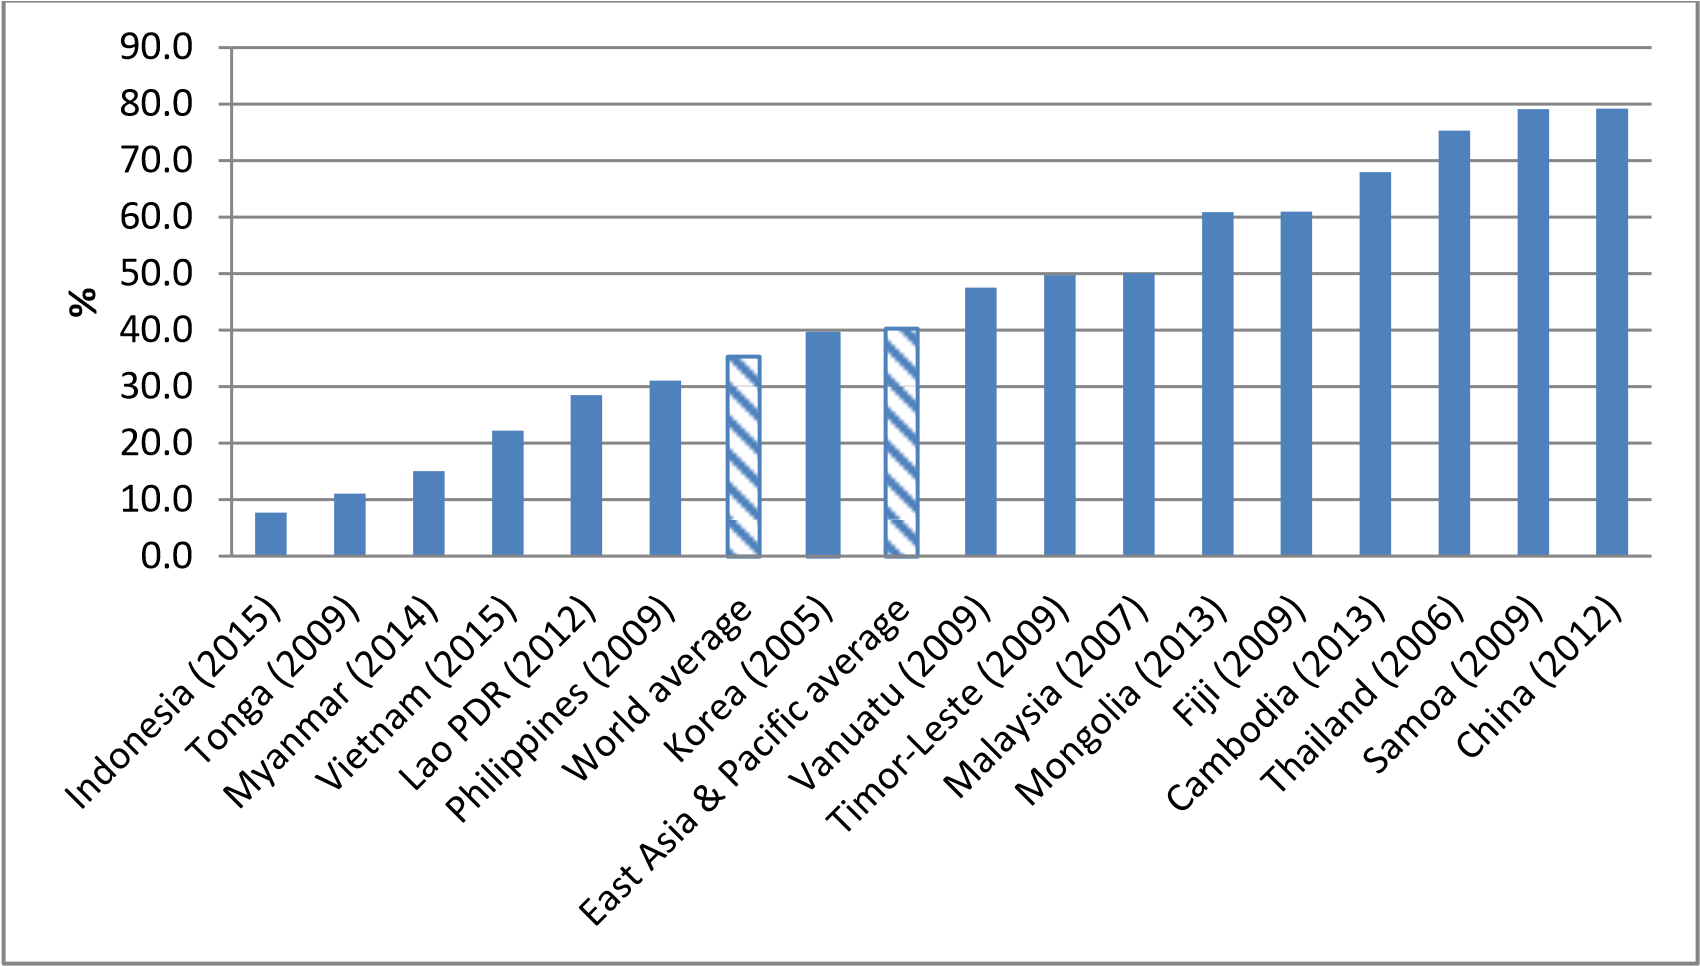 90.0
80.0
70.0
60.0
50.0
40.0
30.0
20.0
10.0
0.0
%
Indonesia (2015)
Tonga (2009)
Myanmar (2014)
Vietnam (2015)
Lao PDR (2012)
Philippines (2009)
World average
Korea (2005)
East Asia & Pacific average
Vanuatu (2009)
Timor-Leste (2009)
Malaysia (2007)
Mongolia (2013)
Fiji (2009)
Cambodia (2013)
Thailand (2006)
Samoa (2009)
China (2012)